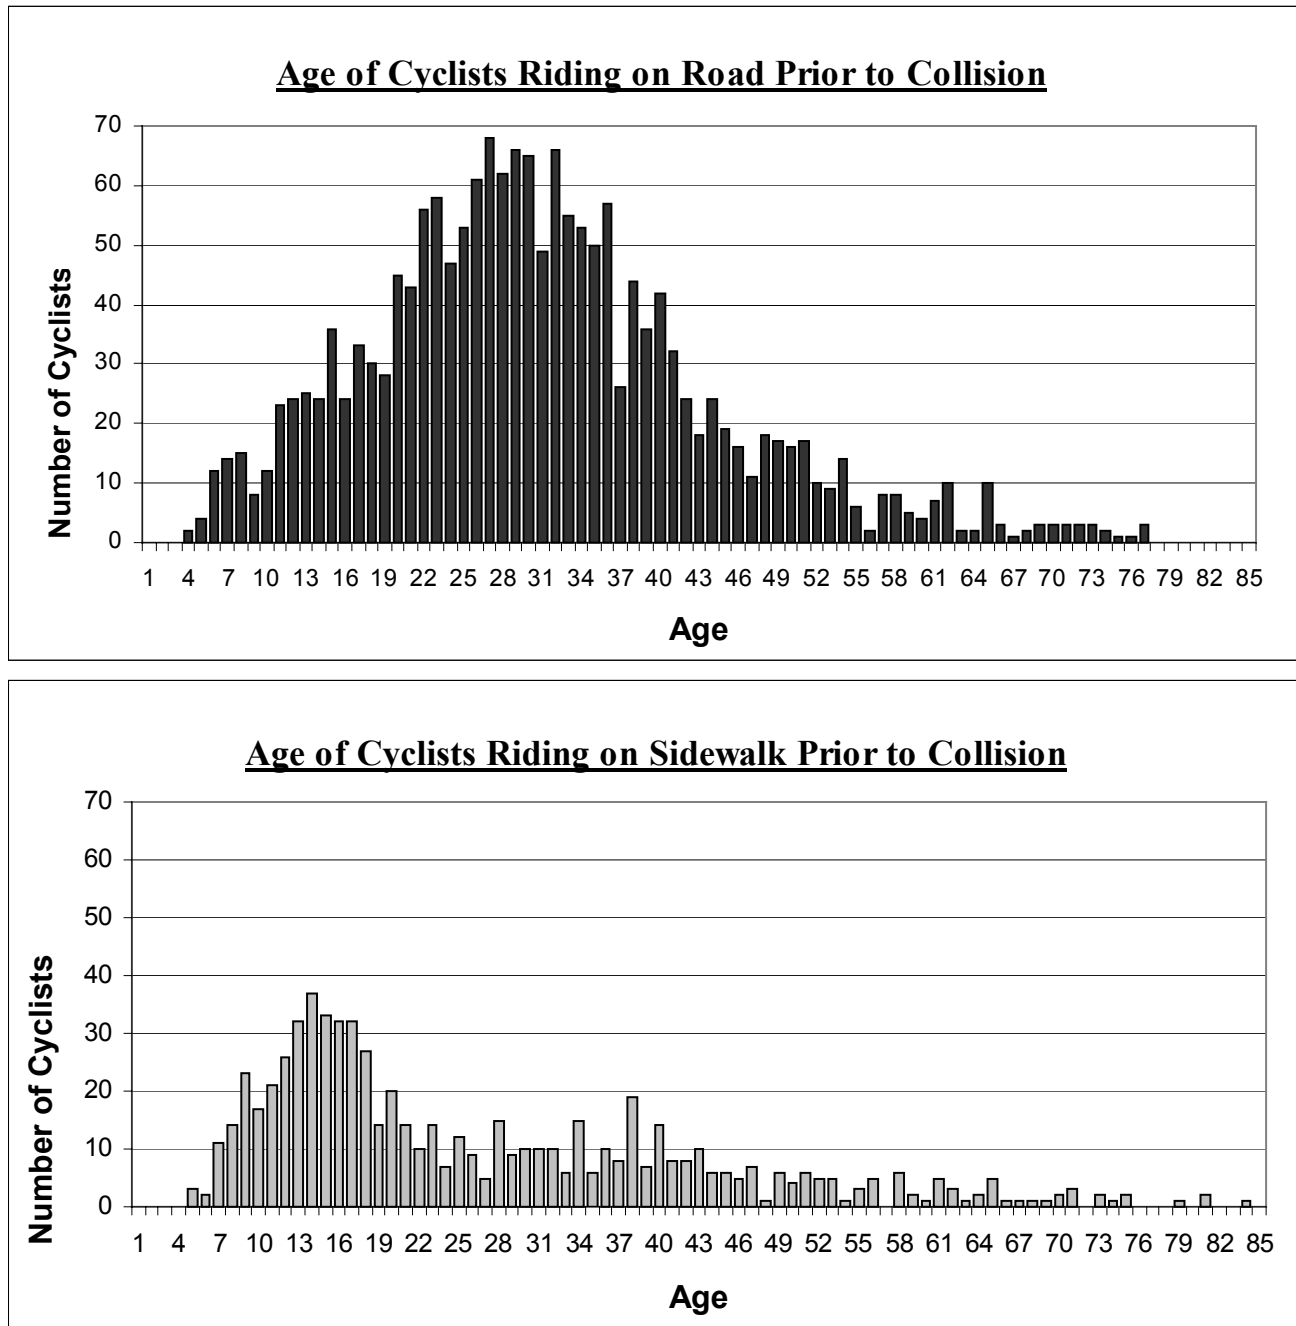 Age of Cyclists Riding on Road Prior to Collision
70
60
50
40
30
20
10
0
Number of Cyclists
1 4 7 10 13 16 19 22 25 28 31 34 37 40 43 46 49 52 55 58 61 64 67 70 73 76 79 82 85
Age
Age of Cyclists Riding on Sidewalk Prior to Collision
70
60
50
40
30
20
10
0
Number of Cyclists
1 4 7 10 13 16 19 22 25 28 31 34 37 40 43 46 49 52 55 58 61 64 67 70 73 76 79 82 85
Age